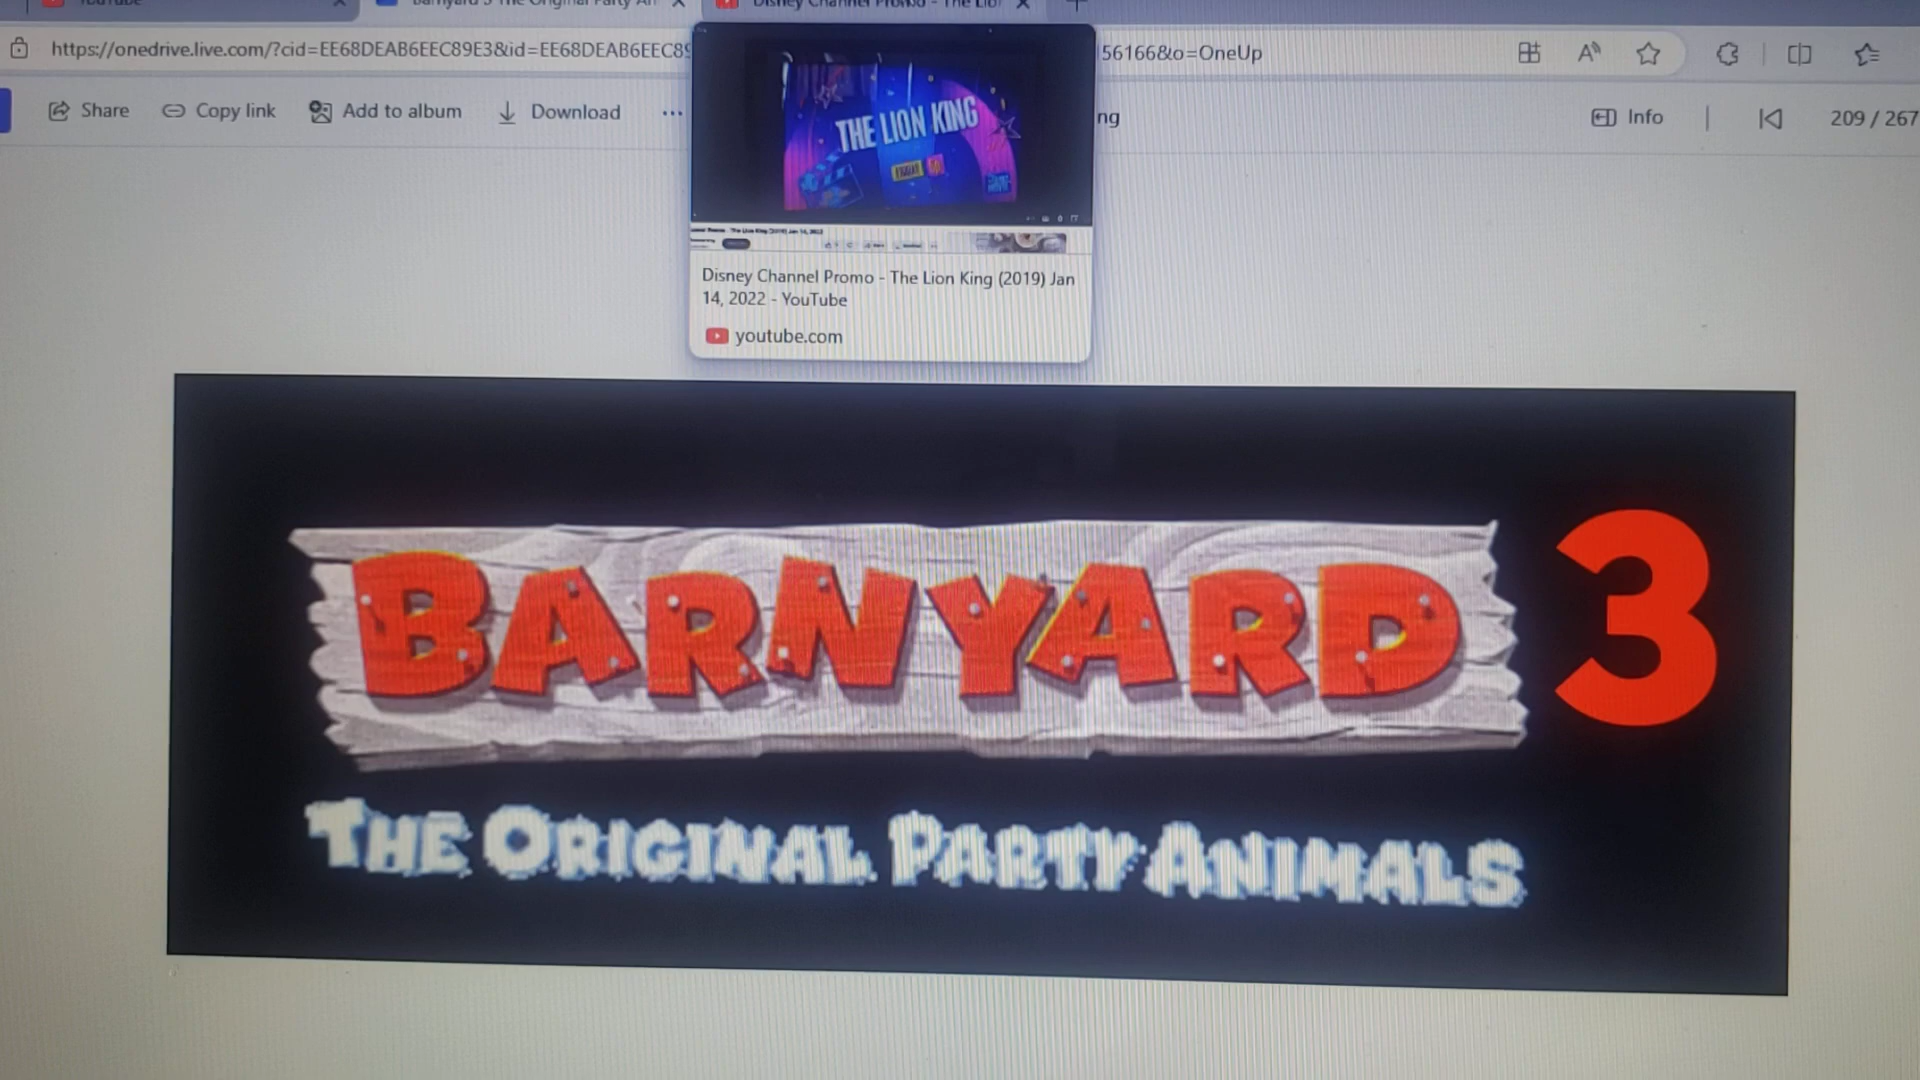 https://onedrive.live.com/?cid=EE68DEAB6EEC89E3&id=EE68DEAB6EEC89
56166&o=OneUp
Share
Copy link
Add to album
Download
ng
Info
209 / 267
THE LION KING
FRIDAY
Disney Channel Promo - The Lion King (2019) Jan
14, 2022 - YouTube
youtube.com
BARNYARD 3
THE ORIGINAL PARTY ANIMALS